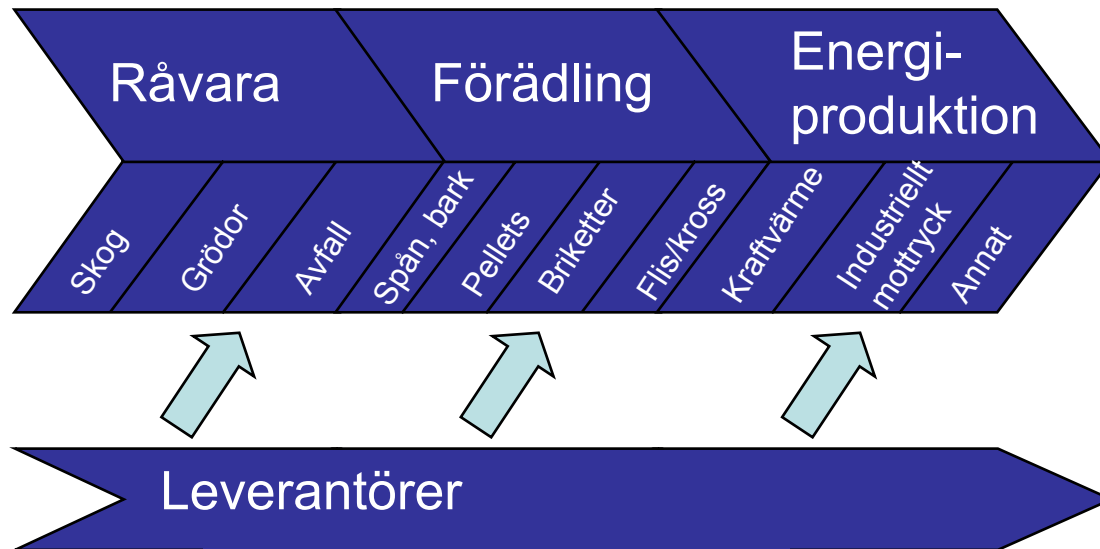 Råvara
Förädling
Energi-
produktion
Skog
Grödor
Avfall
Spån, bark
Pellets
Briketter
Flis/kross
Kraftvärme
Industriellt
mottryck
Annat
Leverantörer